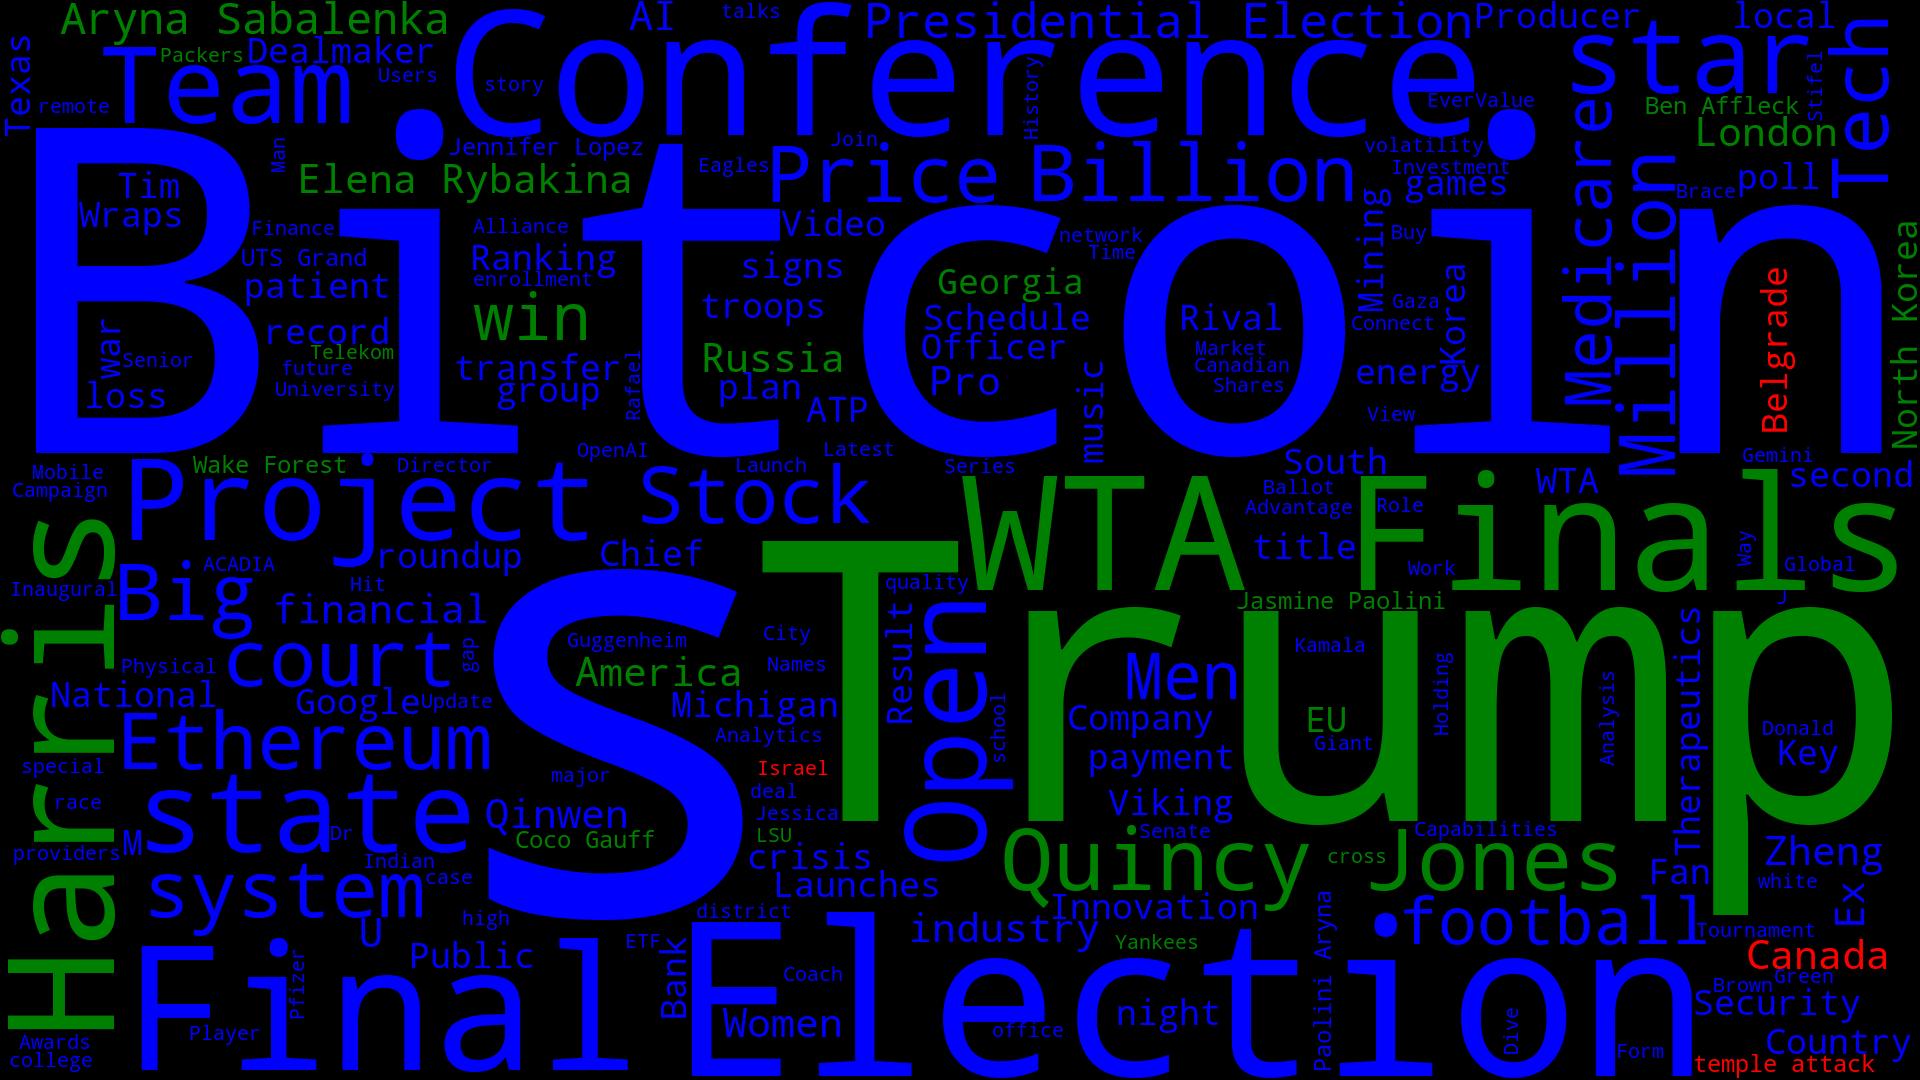 Aryna Sabalenka
AI
talks
Presidential Election
Producer
local
Texas
Packers
Dealmaker
Users
story
Conference
star
Tech
Team
remote
History
EverValue
Stifel
Ben Affleck
London
Man
Jennifer Lopez
Join
volatility
Investment
Medicare
Elena Rybakina
Eagles
Price
Billion
games
Brace
poll
Bitcoin
Tim
Wraps
Finance
Alliance
Video
network
Time
Mining
Buy
Million
North Korea
UTS Grand
Ranking
signs
patient
enrollment
Georgia
Belgrade
win
troops
Schedule
Rival
Gaza
Korea
record
Connect
war
Senior
Telekom
Russia
Officer
Market
loss
future
transfer
Canadian
energy
University
group
Rafael
plan
Pro
Shares
ATP
music
View
OpenAI
Latest
Mobile
Wake Forest
Director
Launch
Series
South
Gemini
Campaign
Project
Stock
WTA Finals
Ballot
WTA
second
Advantage
Role
Harris
roundup
Chief
title
Way
ACADIA
Work
Global
Inaugural
Big
Hit
quality
s
Trump
Jasmine Paolini
J
financial
Open
court
gap
Guggenheim
City
Result
Kamala
Therapeutics
Physical
America
Names
Men
Holding
National
Google
Update
Michigan
school
Company
EU
Analysis
Ethereum
Analytics
Giant
Donald
special
major
Israel
payment
Key
race
state
deal
Qinwen
Jessica
Viking
M
Dr
Coco Gauff
LSU
Senate
Capabilities
providers
Indian
crisis
Quincy Jones
cross
Zheng
system
case
Launches
Fan
white
Ex
U
high
district
Innovation
football
Public
ETF
industry
Yankees
Tournament
Final
Pfizer
Bank
Election
Coach
Paolini
Aryna
Canada
Brown
Green
Security
Player
Women
office
night
Dive
Awards
Form
Country
college
temple attack